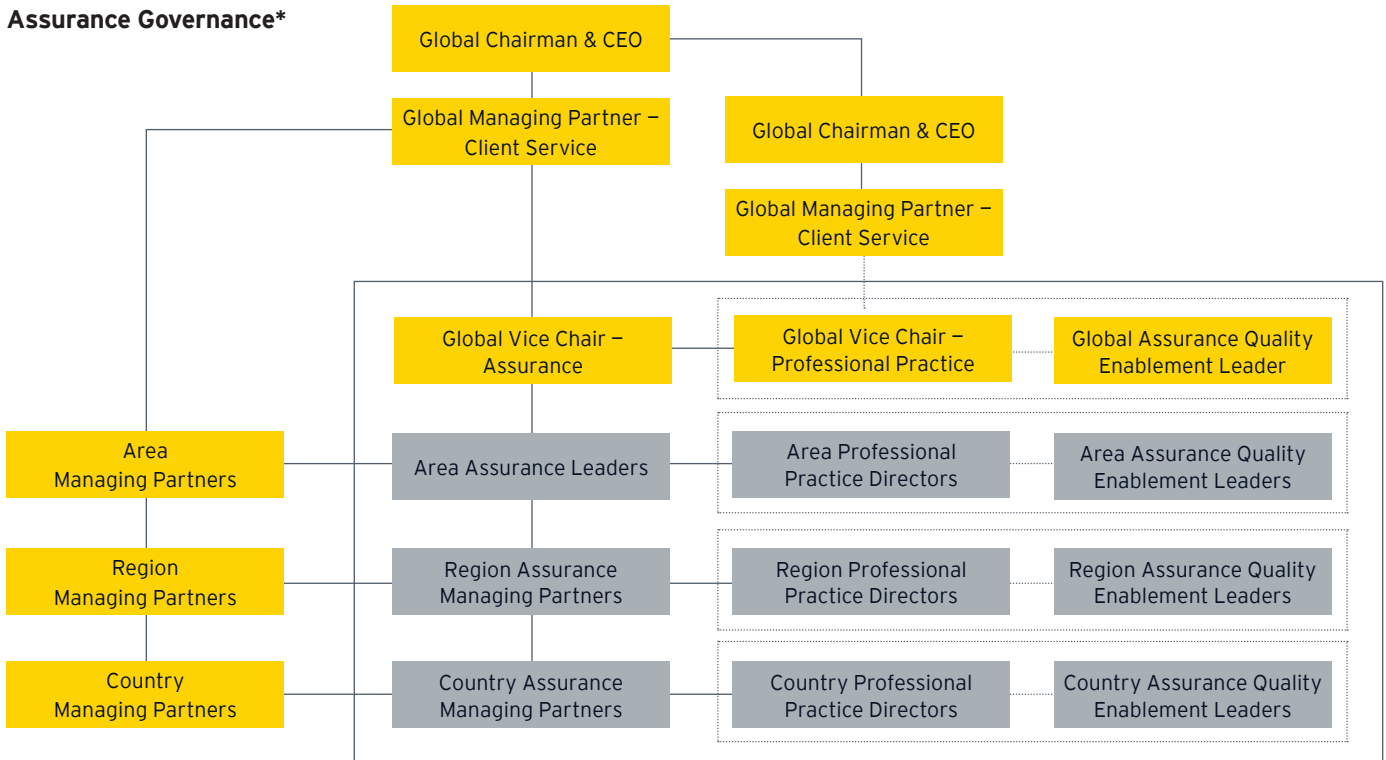 Assurance Governance*
Global Chairman & CEO
Global Managing Partner –
Client Service
Global Chairman & CEO
Global Managing Partner –
Client Service
Global Vice Chair –
Assurance
Global Vice Chair –
Professional Practice
Global Assurance Quality
Enablement Leader
Area
Managing Partners
Area Assurance Leaders
Area Professional
Practice Directors
Area Assurance Quality
Enablement Leaders
Region
Managing Partners
Region Assurance
Managing Partners
Region Professional
Practice Directors
Region Assurance Quality
Enablement Leaders
Country
Managing Partners
Country Assurance
Managing Partners
Country Professional
Practice Directors
Country Assurance Quality
Enablement Leaders